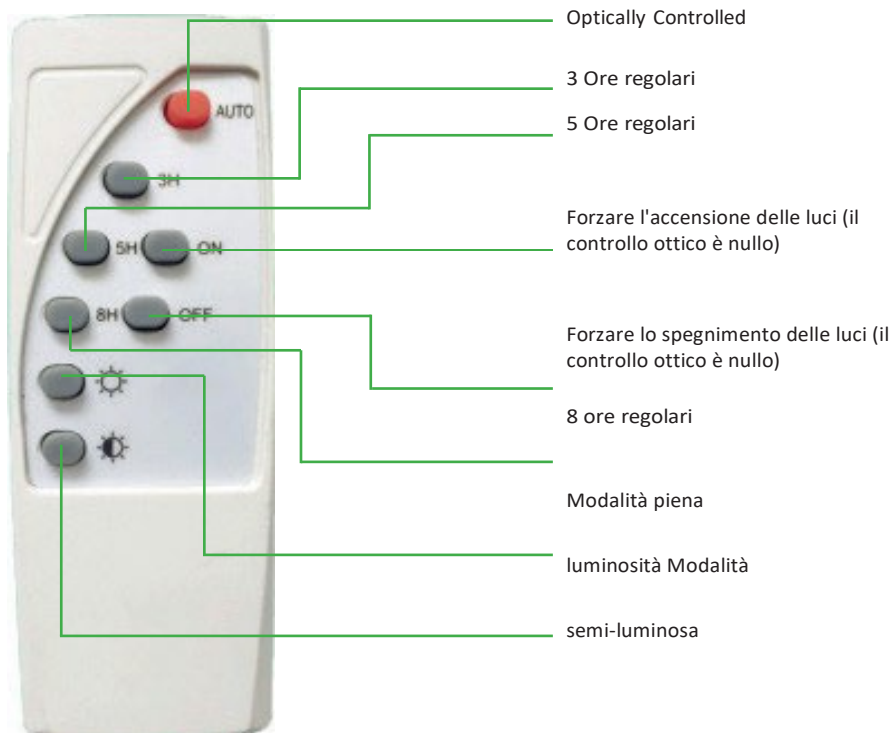 Optically Controlled
3 Ore regolari
AUTO
5 Ore regolari
3H
Forzare l'accensione delle luci (il
controllo ottico è nullo)
5H
ON
8H
OFF
Forzare lo spegnimento delle luci (il
controllo ottico è nullo)
8 ore regolari
Modalità piena
luminosità Modalità
semi-luminosa